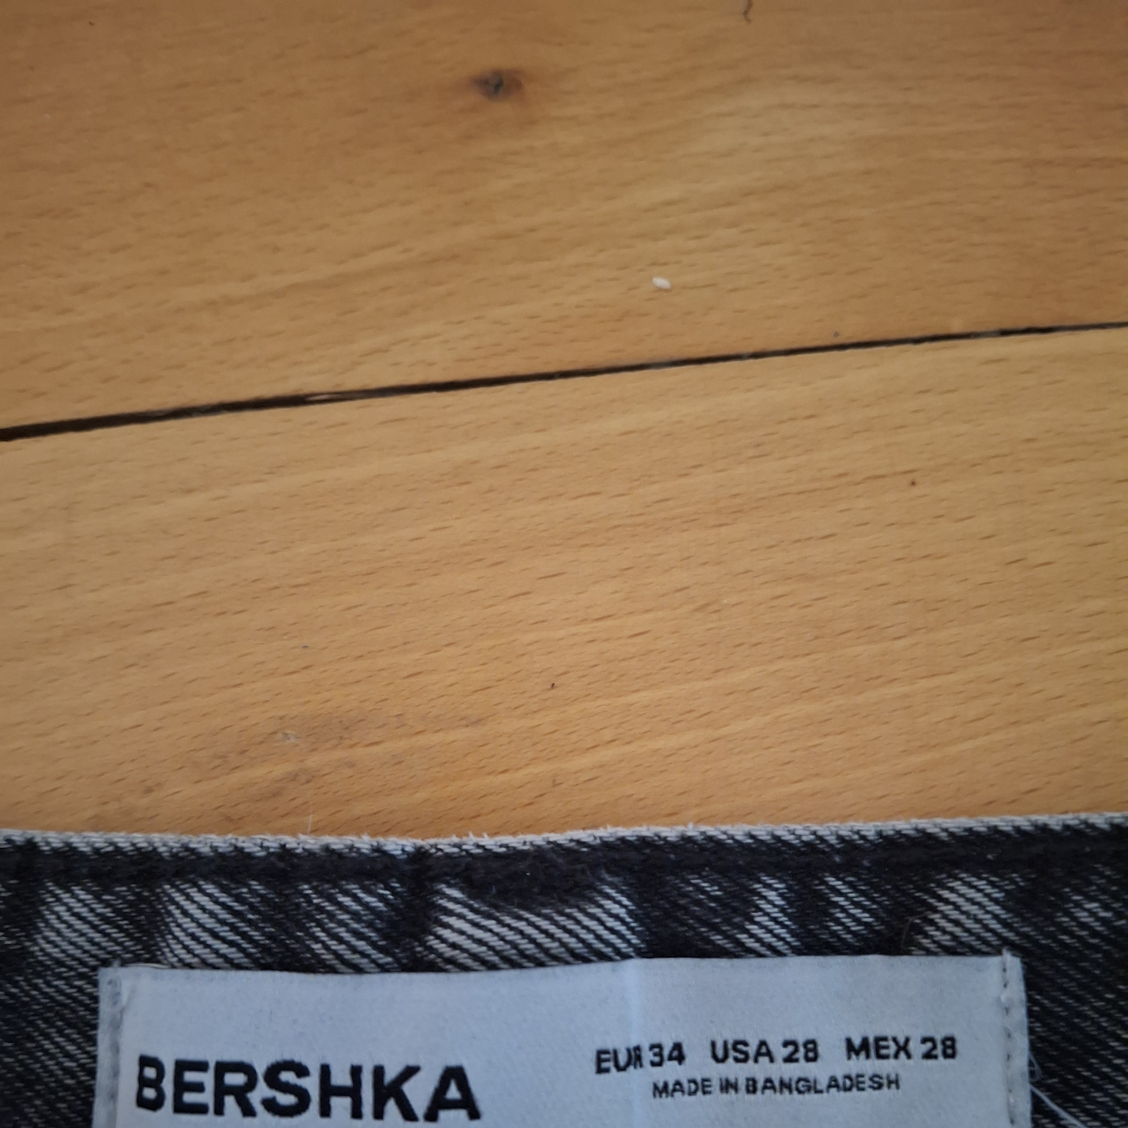 BERSHKA
EUR 34 USA 28 MEX 28
MADE IN BANGLADESH